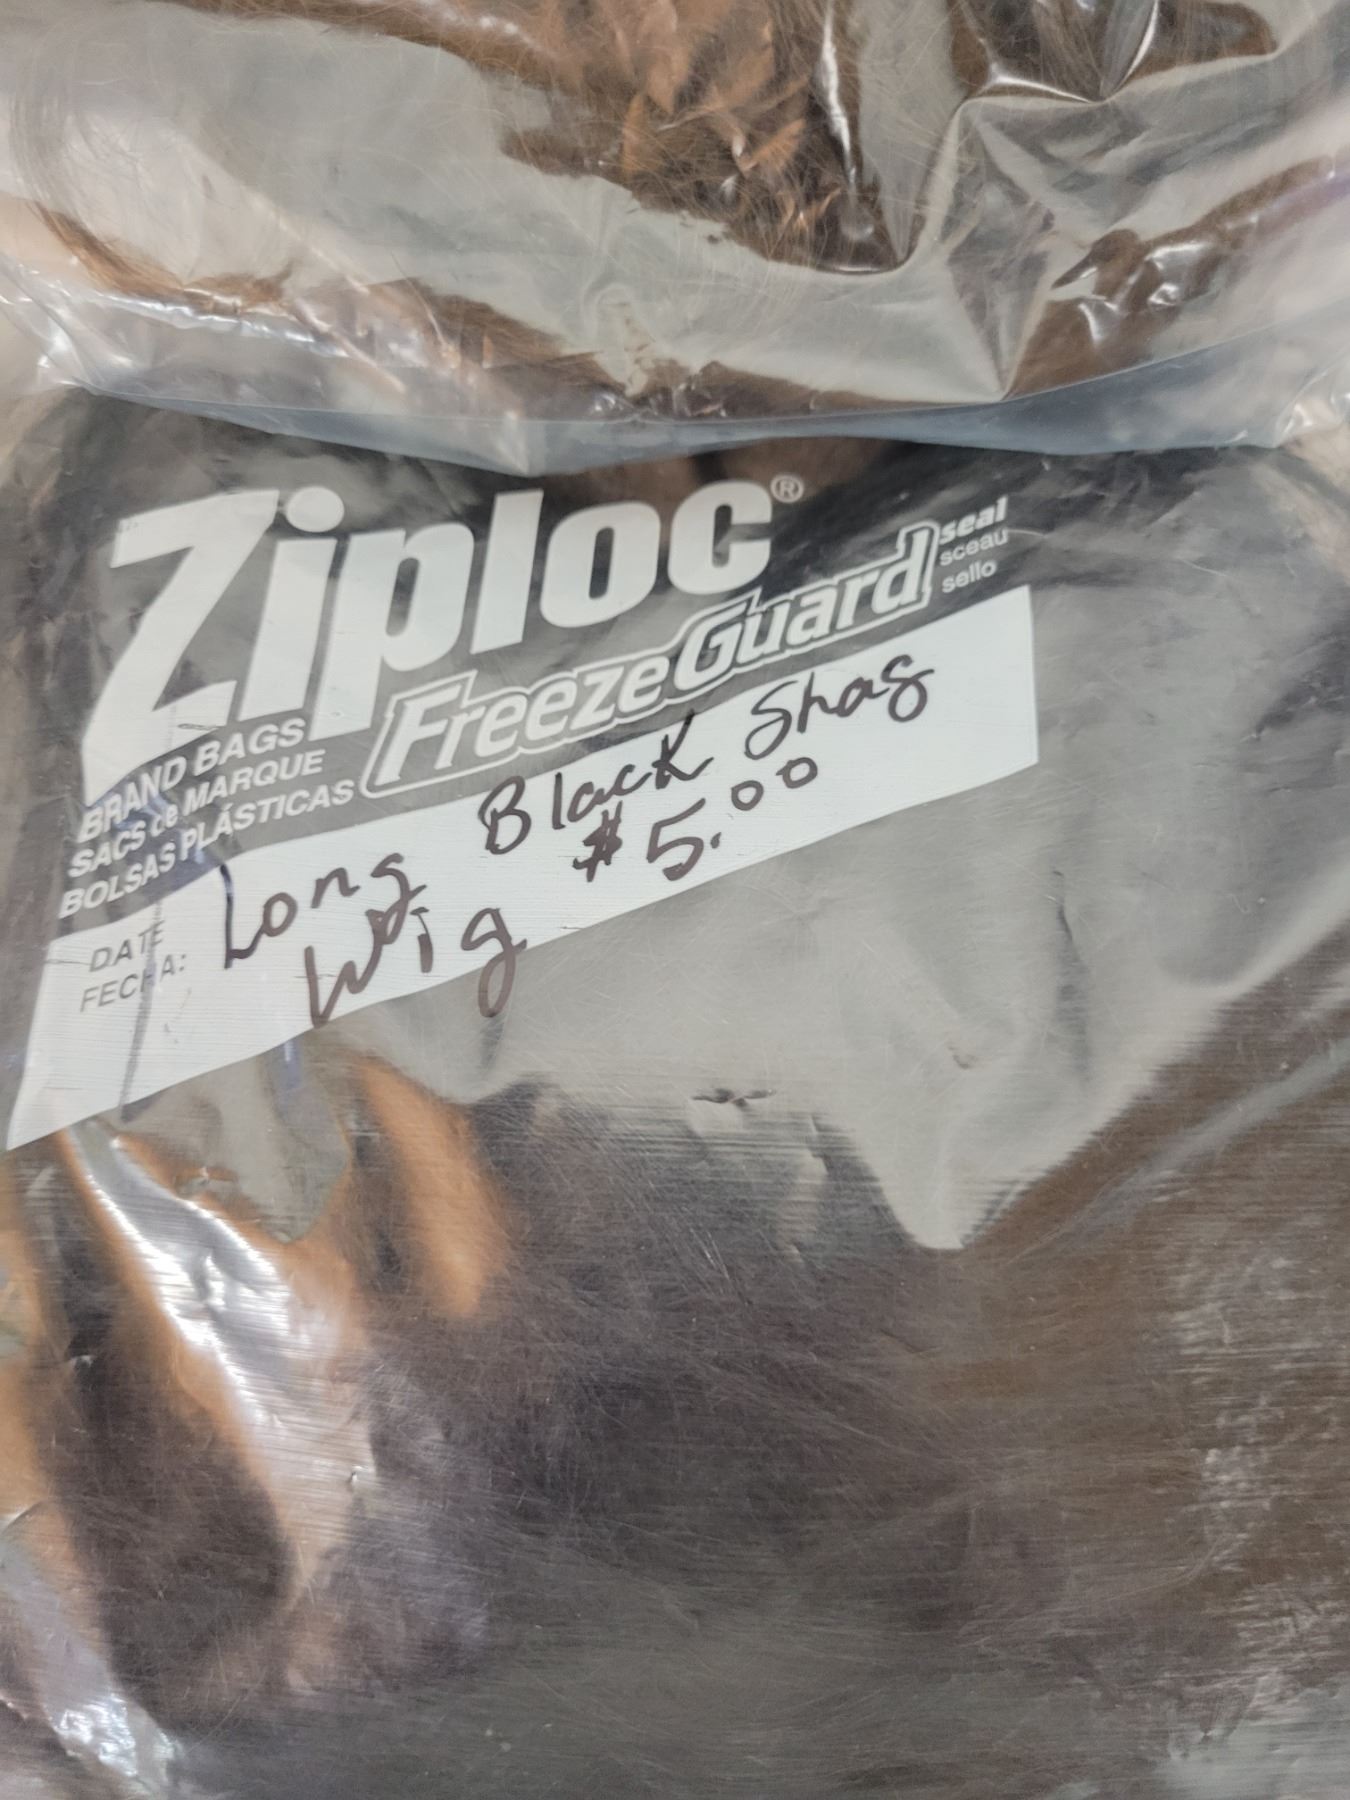 Ziploc®
FreezeGuard seal
sceau
sello
BRAND BAGS
SACS de MARQUE
BOLSAS PLÁSTICAS
DATE
FECHA:
Long Black Shag
Wig $5.00